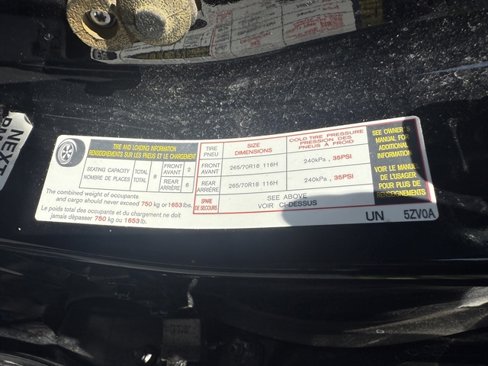 TIRE AND LOADING INFORMATION
RENSEIGNEMENTS SUR LES PNEUS ET LE CHARGEMENT
SEATING CAPACITY TOTAL 8 FRONT AVANT 2
NOMBRE DE PLACES TOTAL REAR ARRIÈRE 6
The combined weight of occupants
and cargo should never exceed 750 kg or 1653 lbs.
Le poids total des occupants et du chargement ne doit
jamais dépasser 750 kg ou 1653 lb.
TIRE PNEU SIZE DIMENSIONS COLD TIRE PRESSURE PRESSION DES PNEUS À FROID
FRONT AVANT 265/70R18 116H 240kPa, 35PSI
REAR ARRIÈRE 265/70R18 116H 240kPa, 35PSI
SPARE DE SECOURS SEE ABOVE VOIR CI-DESSUS
SEE OWNER'S
MANUAL FOR
ADDITIONAL
INFORMATION
VOIR LE MANUEL
DE L'USAGER
POUR PLUS DE
RENSEIGNEMENTS
UN 5ZV0A
NEXT